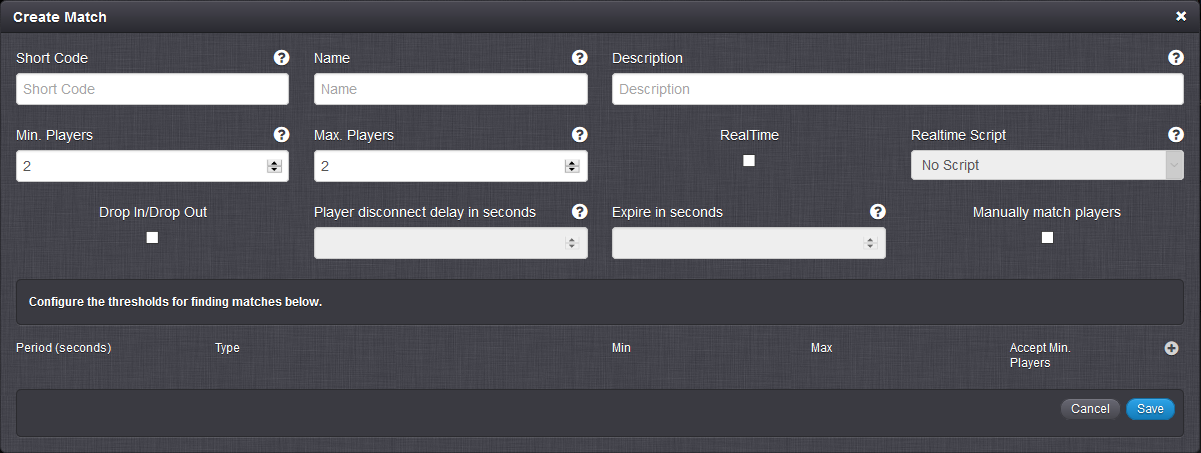 Create Match
Short Code
Name
Description
Short Code
Name
Description
Min. Players
Max. Players
RealTime
Realtime Script
2
2
No Script
Drop In/Drop Out
Player disconnect delay in seconds
Expire in seconds
Manually match players
Configure the thresholds for finding matches below.
Period (seconds)
Type
Min
Max
Accept Min.
Players
Cancel
Save